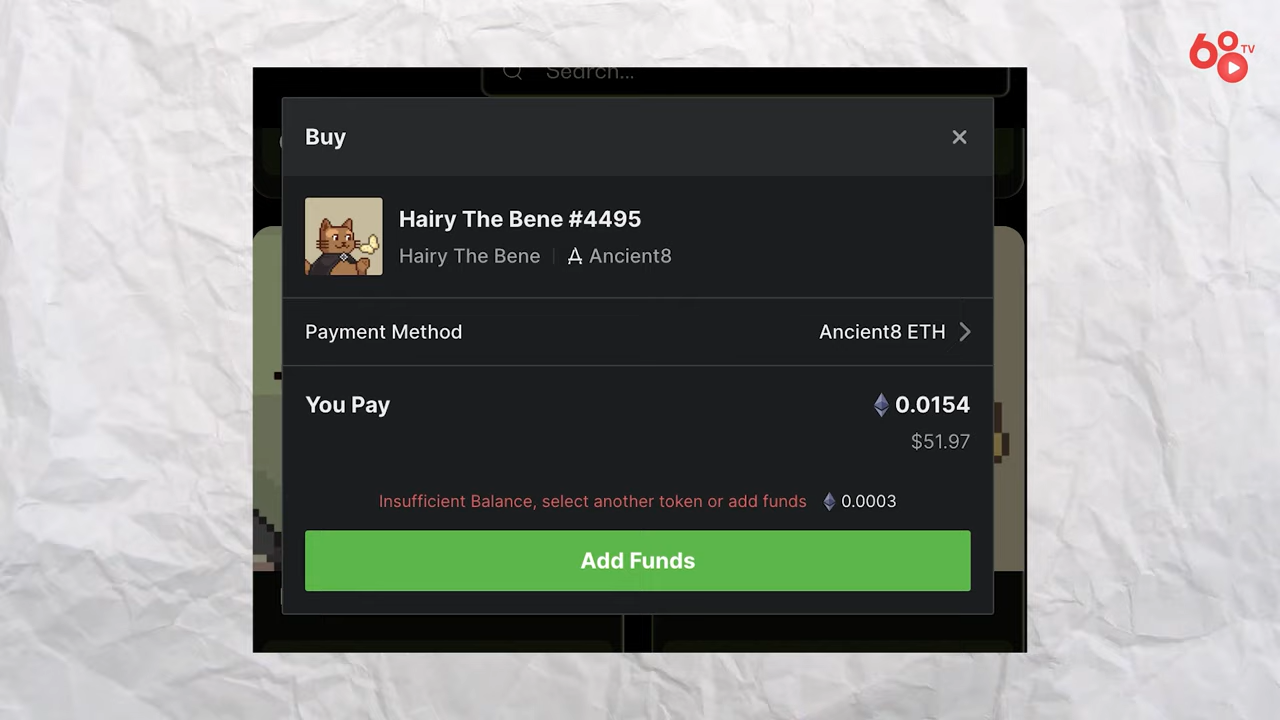 68 TV
Search...
Buy
Hairy The Bene #4495
Hairy The Bene Ancient8
Payment Method Ancient8 ETH
You Pay 0.0154
$51.97
Insufficient Balance, select another token or add funds 0.0003
Add Funds